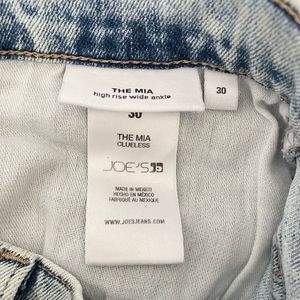 THE MIA
high rise wide ankle
30
30
THE MIA
CLUELESS
JOE'S
MADE IN MEXICO
HECHO EN MÉXICO
FABRIQUÉ AU MEXIQUE
WWW.JOESJEANS.COM